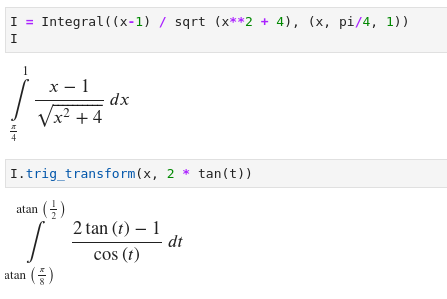 I = Integral((x-1) / sqrt (x**2 + 4), (x, pi/4, 1))
I
∫_{π/4}^{1} (x − 1)/√(x² + 4) dx
I.trig_transform(x, 2 * tan(t))
∫_{atan(π/8)}^{atan(1/2)} (2 tan (t) − 1)/cos (t) dt